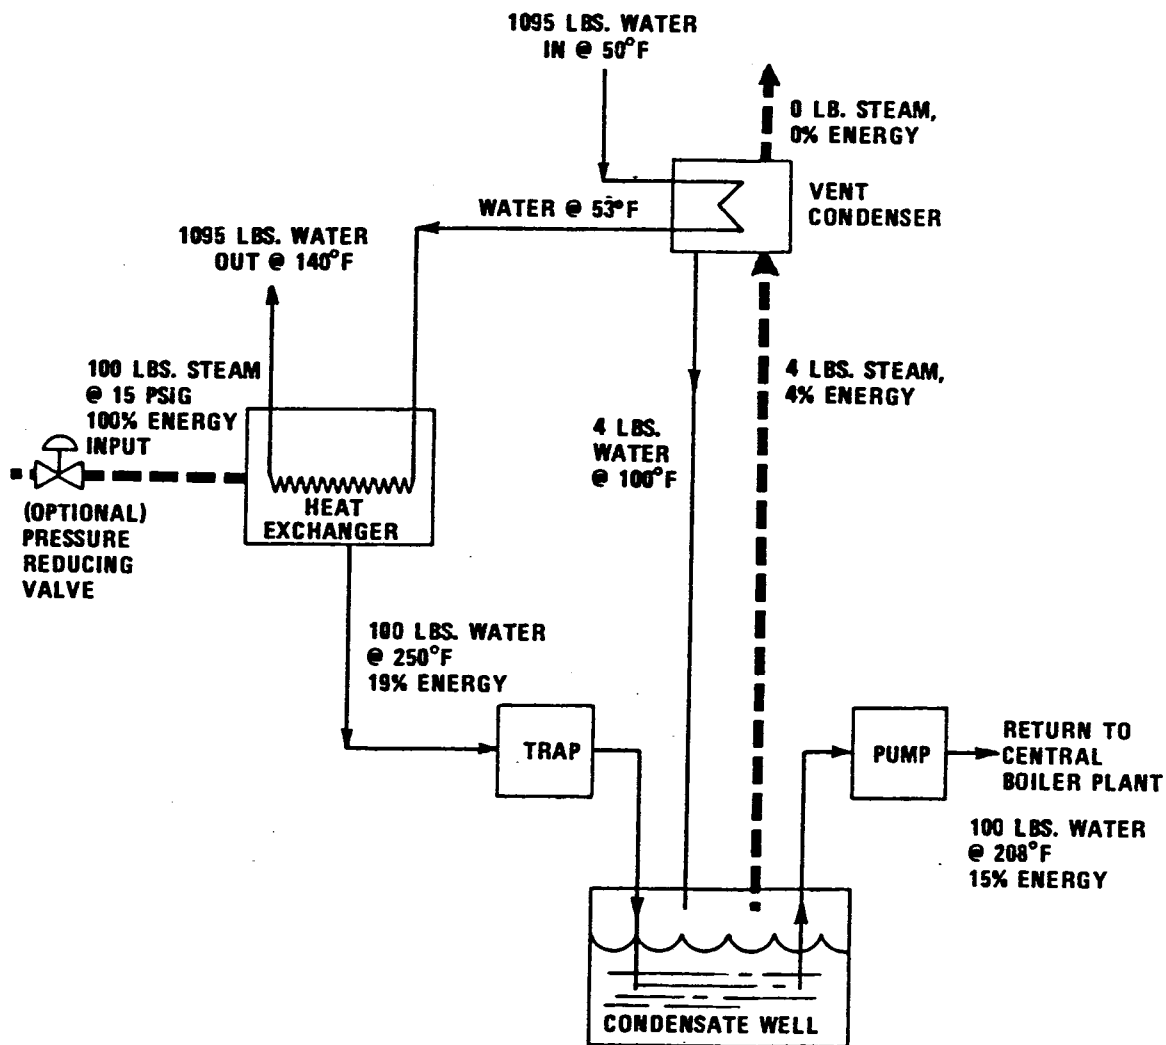 1095 LBS. WATER
IN @ 50°F
0 LB. STEAM,
0% ENERGY
VENT
CONDENSER
WATER @ 53°F
1095 LBS. WATER
OUT @ 140°F
100 LBS. STEAM
@ 15 PSIG
100% ENERGY
INPUT
4 LBS. STEAM,
4% ENERGY
4 LBS.
WATER
@ 100°F
HEAT
EXCHANGER
(OPTIONAL)
PRESSURE
REDUCING
VALVE
100 LBS. WATER
@ 250°F
19% ENERGY
TRAP
PUMP
RETURN TO
CENTRAL
BOILER PLANT
100 LBS. WATER
@ 208°F
15% ENERGY
CONDENSATE WELL